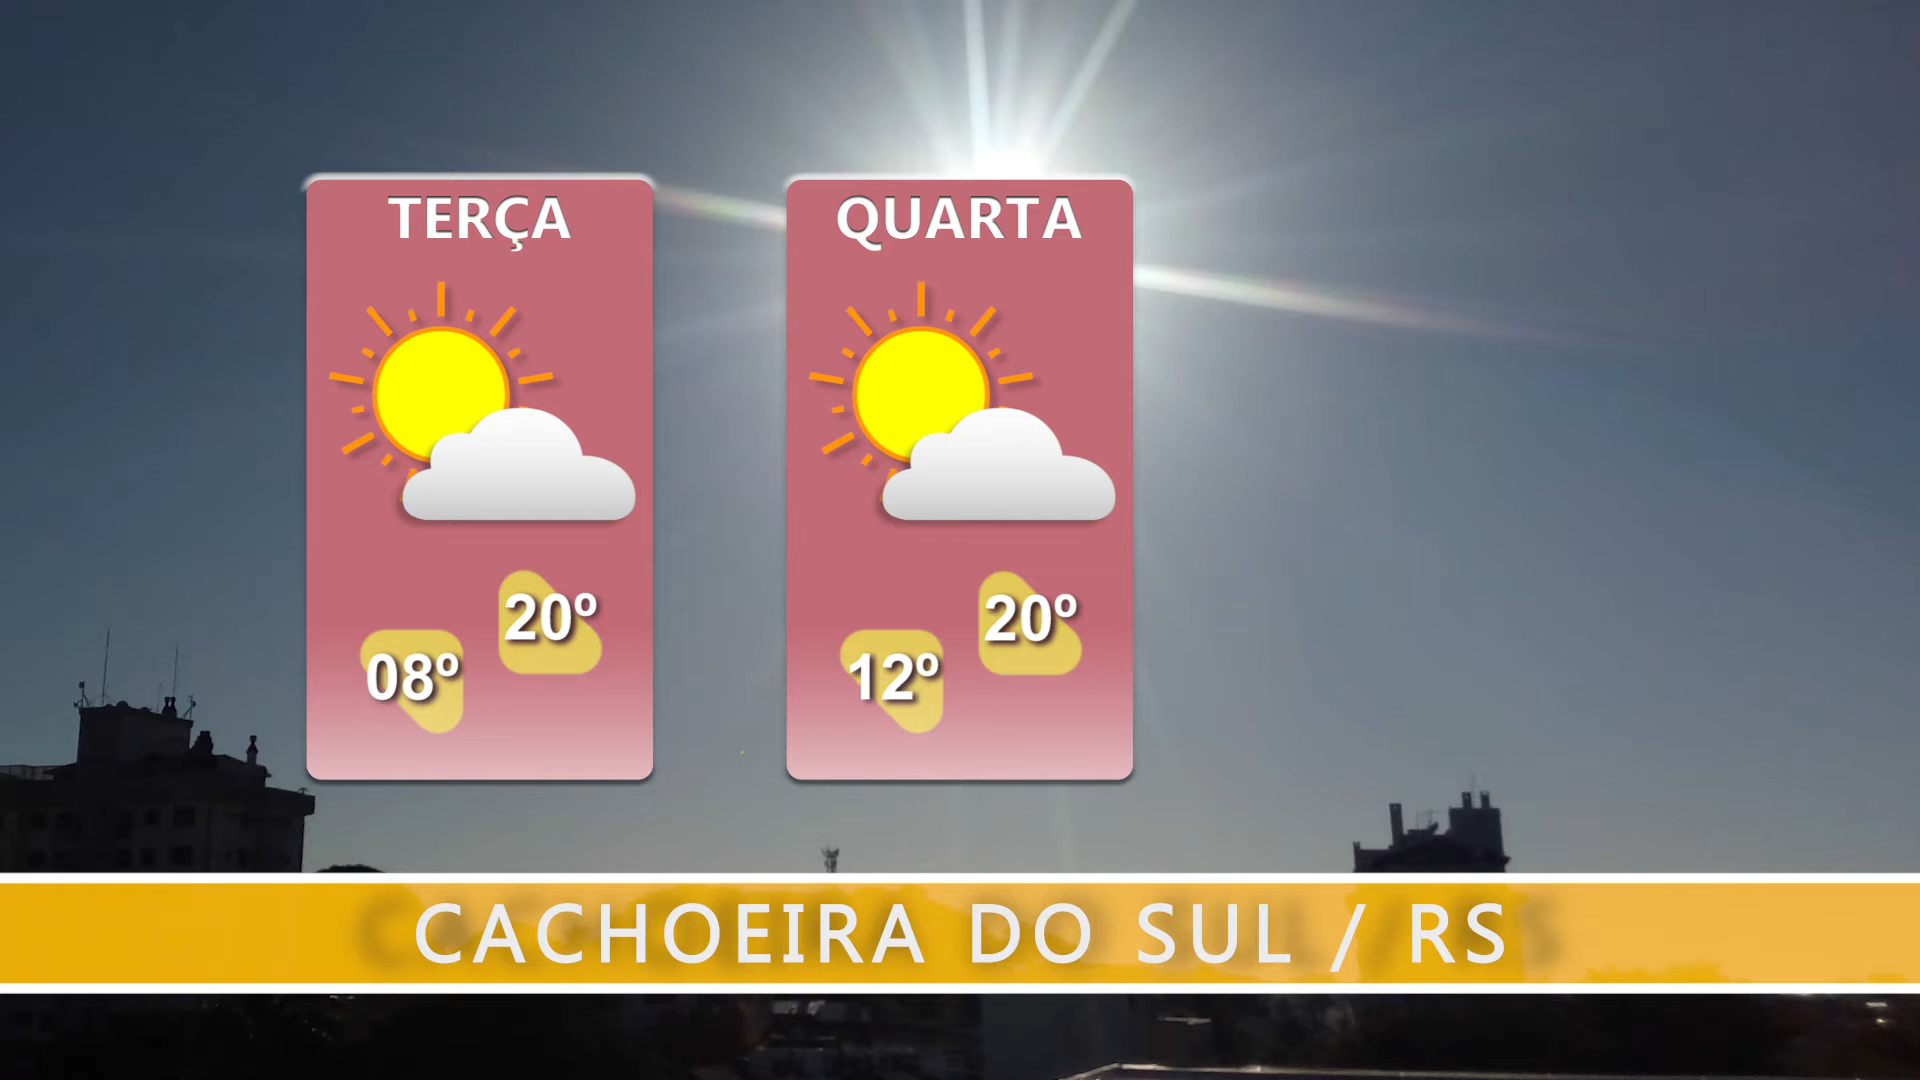 TERÇA
20º
08º
QUARTA
20º
12º
CACHOEIRA DO SUL / RS